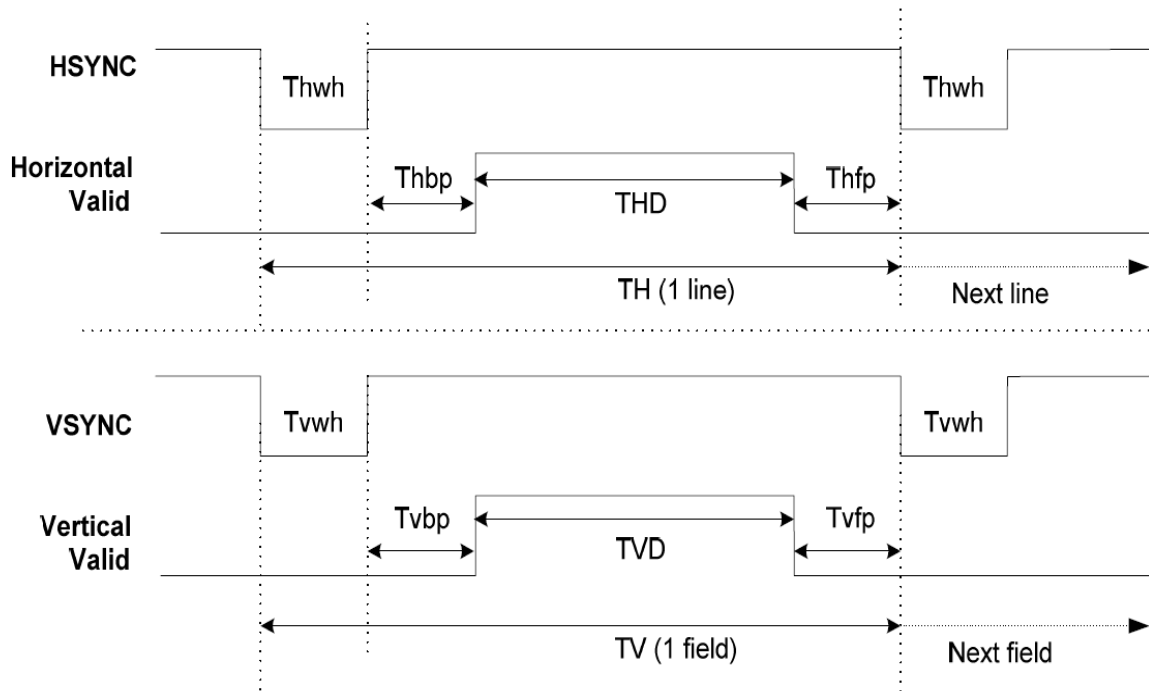 HSYNC
Thwh
Thwh
Horizontal
Valid
Thbp
THD
Thfp
TH (1 line)
Next line
VSYNC
Tvwh
Tvwh
Vertical
Valid
Tvbp
TVD
Tvfp
TV (1 field)
Next field